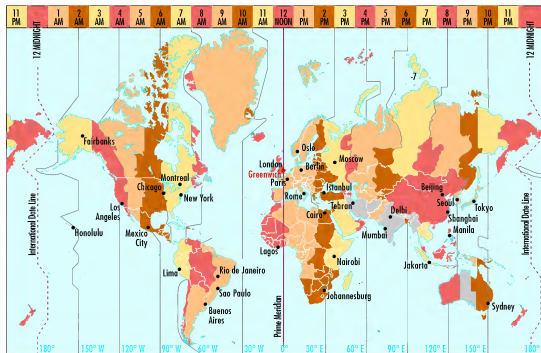 11 PM
12 MIDNIGHT
1 AM
2 AM
3 AM
4 AM
5 AM
6 AM
7 AM
8 AM
9 AM
10 AM
11 AM
12 NOON
1 PM
2 PM
3 PM
4 PM
5 PM
6 PM
7 PM
8 PM
9 PM
10 PM
11 PM
12 MIDNIGHT
1 AM
-7
Fairbanks
Oslo
Moscow
London
Berlin
Greenwich
Paris
Montreal
Chicago
New York
Rome
Istanbul
Beijing
Los Angeles
Tehran
Seoul
Tokyo
Cairo
Delhi
Shanghai
Honolulu
Mexico City
Mumbai
Manila
Lagos
Nairobi
Jakarta
Lima
Rio de Janeiro
Sao Paulo
Buenos Aires
Johannesburg
Sydney
International Date Line
Prime Meridian
International Date Line
180°
150° W
120° W
90° W
60° W
30° W
0°
30° E
60° E
90° E
120° E
150° E
180°